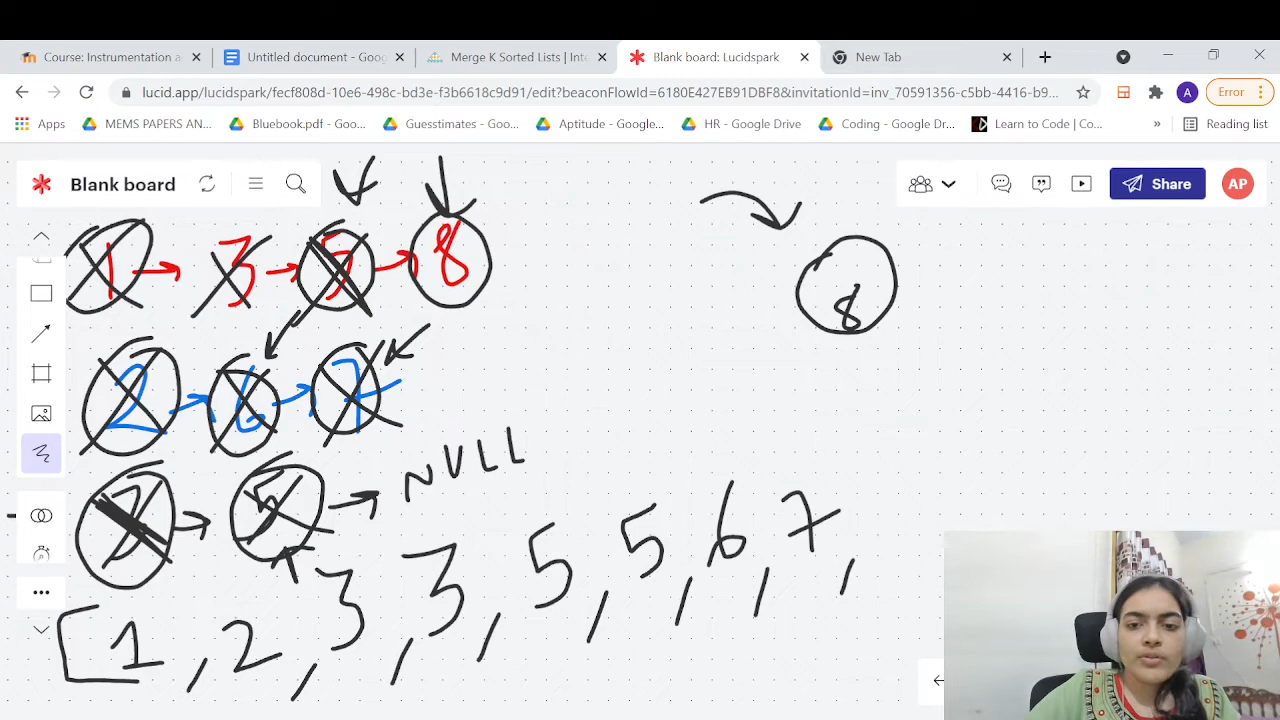 Course: Instrumentation a
Untitled document - Goog
Merge K Sorted Lists | Inte
Blank board: Lucidspark
New Tab
lucid.app/lucidspark/fecf808d-10e6-498c-bd3e-f3b6618c9d91/edit?beaconFlowId=6180E427EB91DBF8&invitationId=inv_70591356-c5bb-4416-b9...
A
Error
Apps
MEMS PAPERS AN...
Bluebook.pdf - Goo...
Guesstimates - Goo...
Aptitude - Google...
HR - Google Drive
Coding - Google Dr...
Learn to Code | Co...
»
Reading list
Blank board
Share
AP
1 3 5 8
8
2 6 7
3 5 NULL
[1, 2, 3, 3, 5, 5, 6, 7,